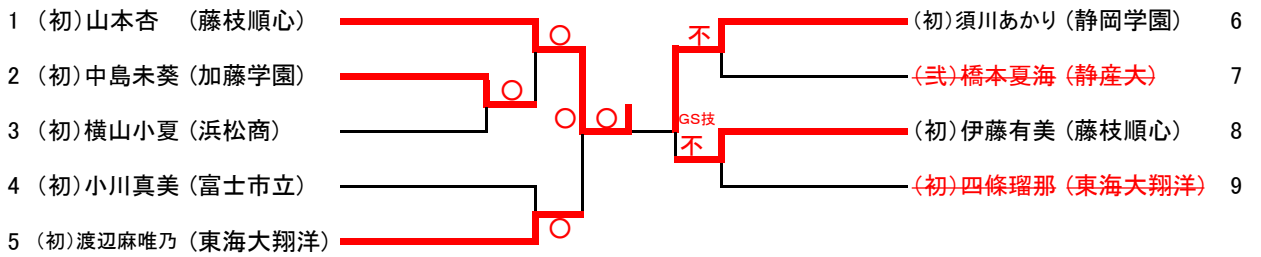 1 (初)山本杏 (藤枝順心)
2 (初)中島未葵 (加藤学園)
3 (初)横山小夏 (浜松商)
4 (初)小川真美 (富士市立)
5 (初)渡辺麻唯乃 (東海大翔洋)
〇
〇
〇 〇
〇
不
GS技
不
(初)須川あかり (静岡学園) 6
(弐)橋本夏海 (静産大) 7
(初)伊藤有美 (藤枝順心) 8
(初)四條瑠那 (東海大翔洋) 9